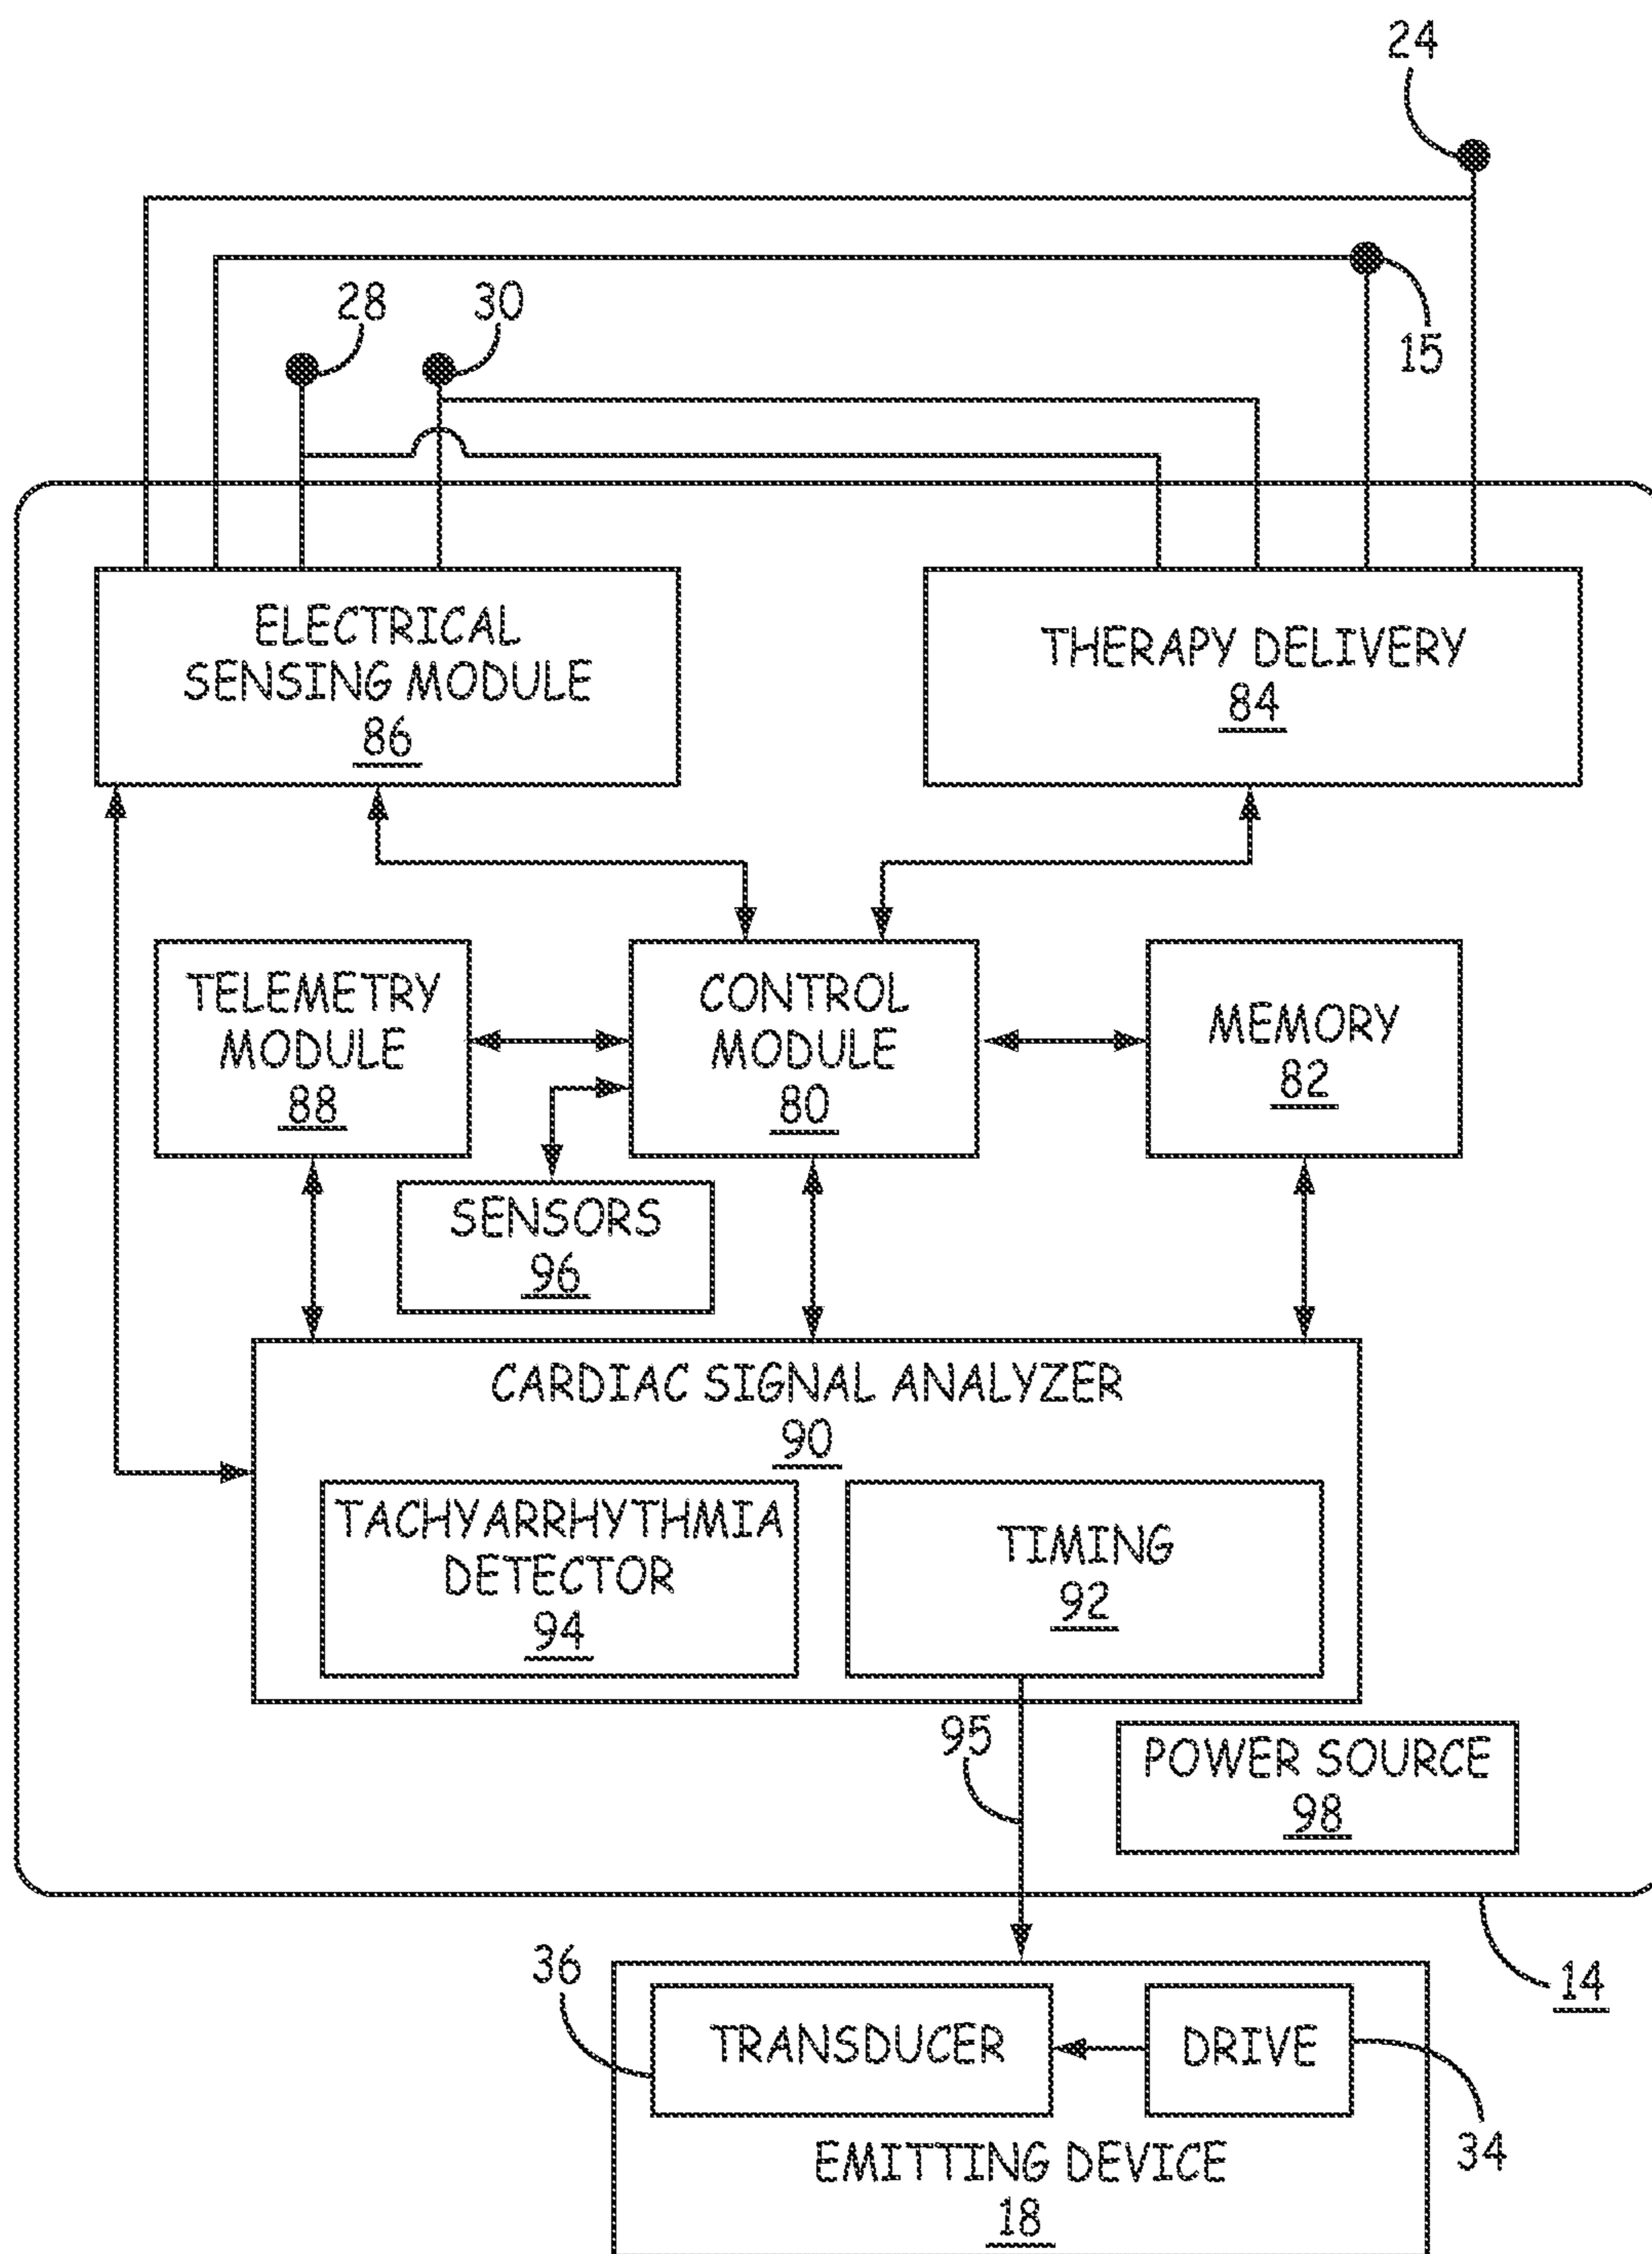 24
28
30
15
ELECTRICAL
SENSING MODULE
86
THERAPY DELIVERY
84
TELEMETRY
MODULE
88
CONTROL
MODULE
80
MEMORY
82
SENSORS
96
CARDIAC SIGNAL ANALYZER
90
TACHYARRHYTHMIA
DETECTOR
94
TIMING
92
95
POWER SOURCE
98
36
14
TRANSDUCER
DRIVE
34
EMITTING DEVICE
18